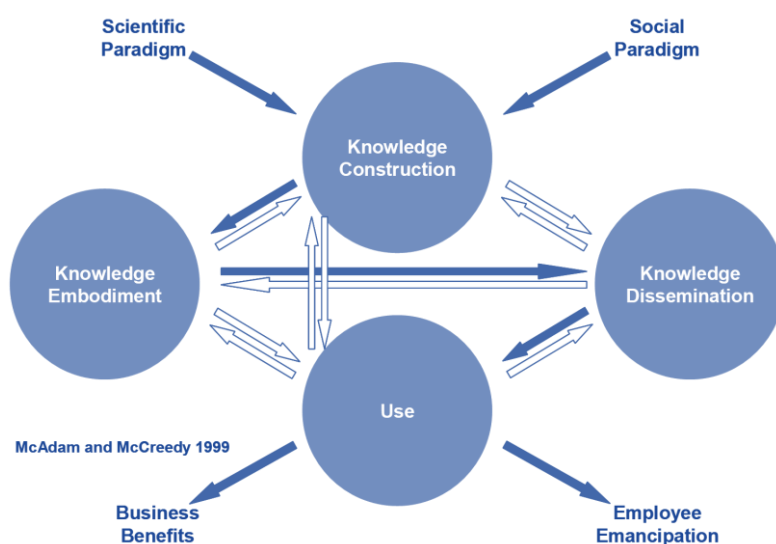 Scientific
Paradigm
Social
Paradigm
Knowledge
Construction
Knowledge
Embodiment
Knowledge
Dissemination
Use
McAdam and McCreedy 1999
Business
Benefits
Employee
Emancipation